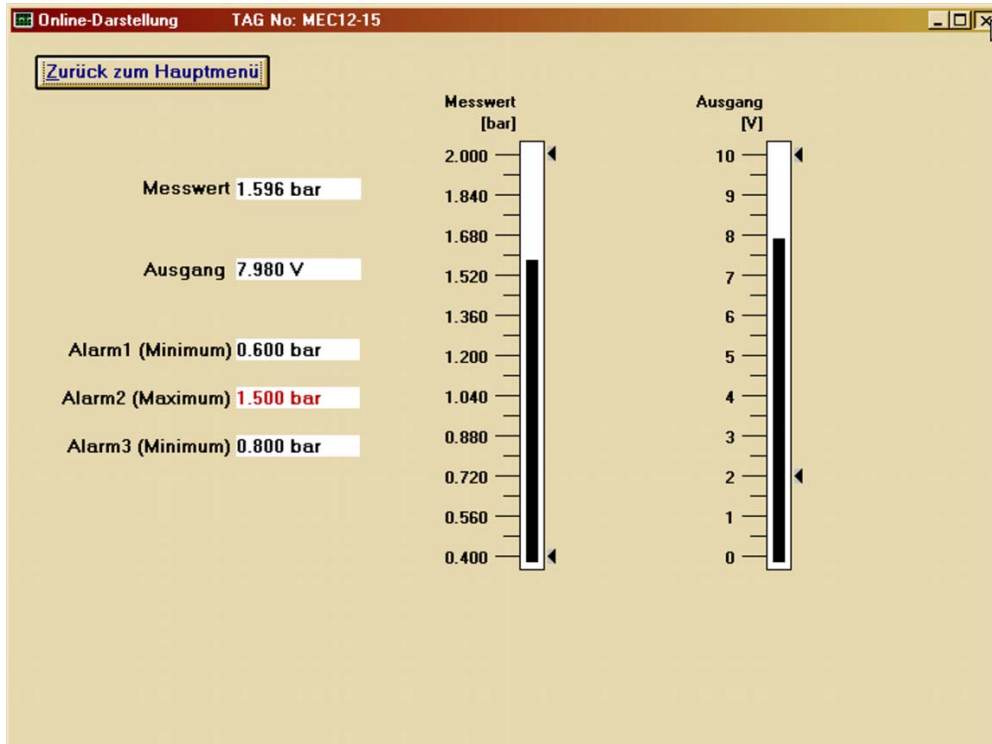 Online-Darstellung TAG No: MEC12-15
Zurück zum Hauptmenü
Messwert 1.596 bar
Ausgang 7.980 V
Alarm1 (Minimum) 0.600 bar
Alarm2 (Maximum) 1.500 bar
Alarm3 (Minimum) 0.800 bar
Messwert
[bar]
2.000
1.840
1.680
1.520
1.360
1.200
1.040
0.880
0.720
0.560
0.400
Ausgang
[V]
10
9
8
7
6
5
4
3
2
1
0